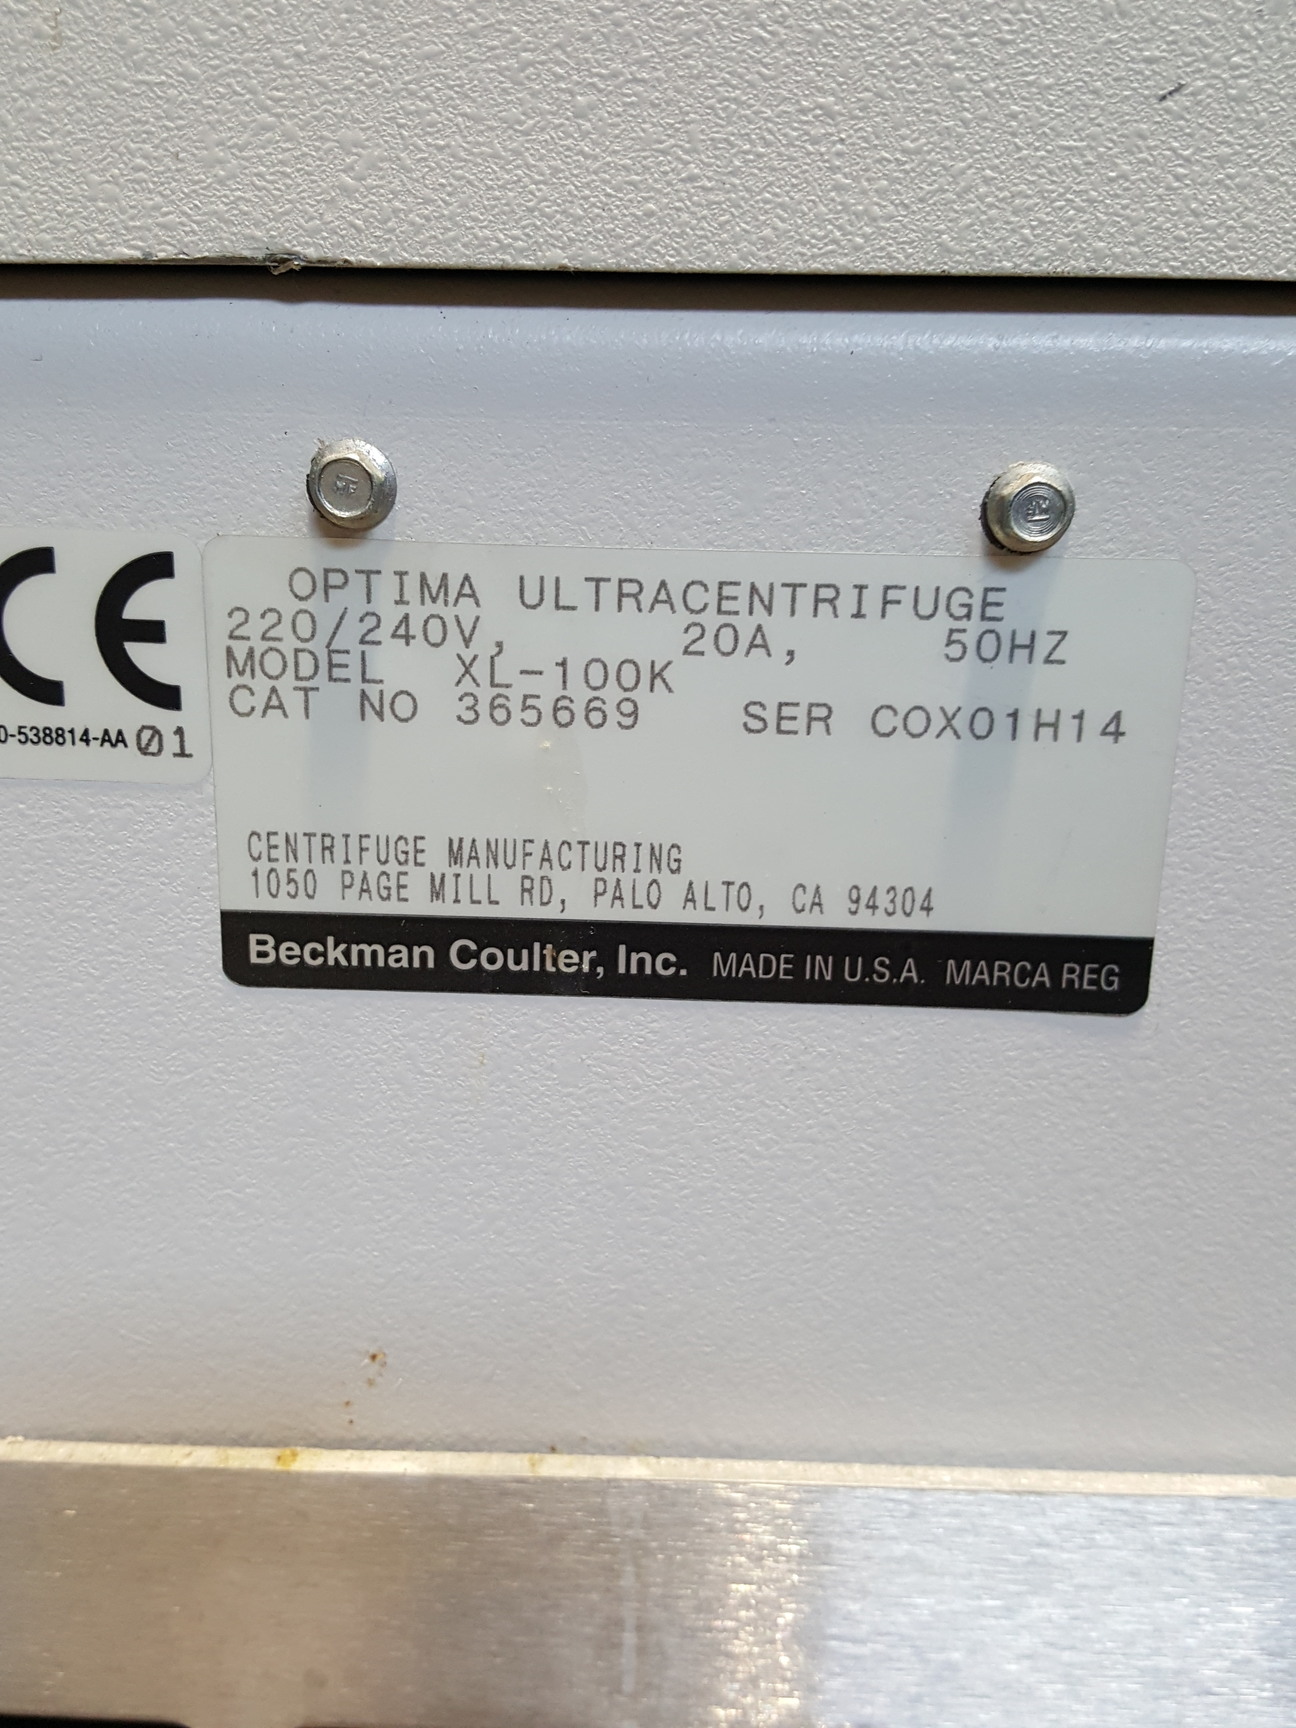 CE
0-538814-AA 01
OPTIMA ULTRACENTRIFUGE
220/240V, 20A, 50HZ
MODEL XL-100K
CAT NO 365669 SER COX01H14
CENTRIFUGE MANUFACTURING
1050 PAGE MILL RD, PALO ALTO, CA 94304
Beckman Coulter, Inc. MADE IN U.S.A. MARCA REG